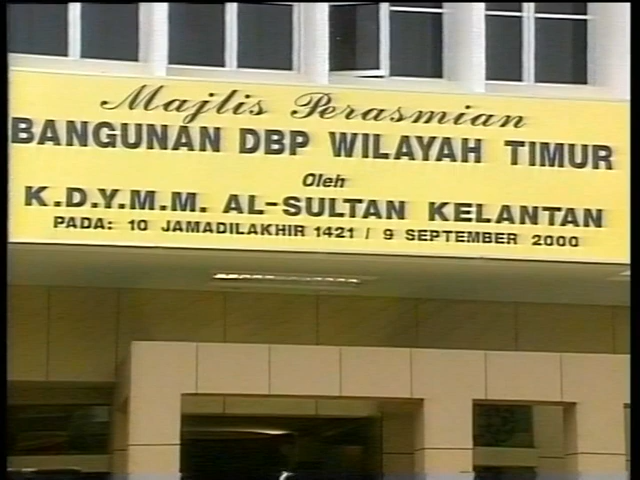 Majlis Perasmian
BANGUNAN DBP WILAYAH TIMUR
Oleh
K.D.Y.M.M. AL-SULTAN KELANTAN
PADA: 10 JAMADILAKHIR 1421 / 9 SEPTEMBER 2000